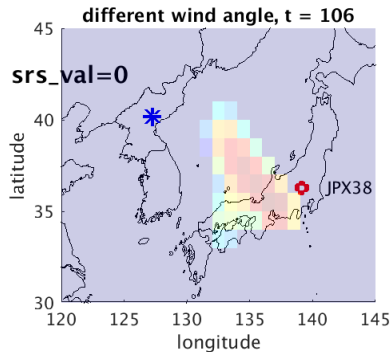 different wind angle, t = 106
45
srs_val=0
40
latitude
JPX38
35
30
120 125 130 135 140 145
longitude